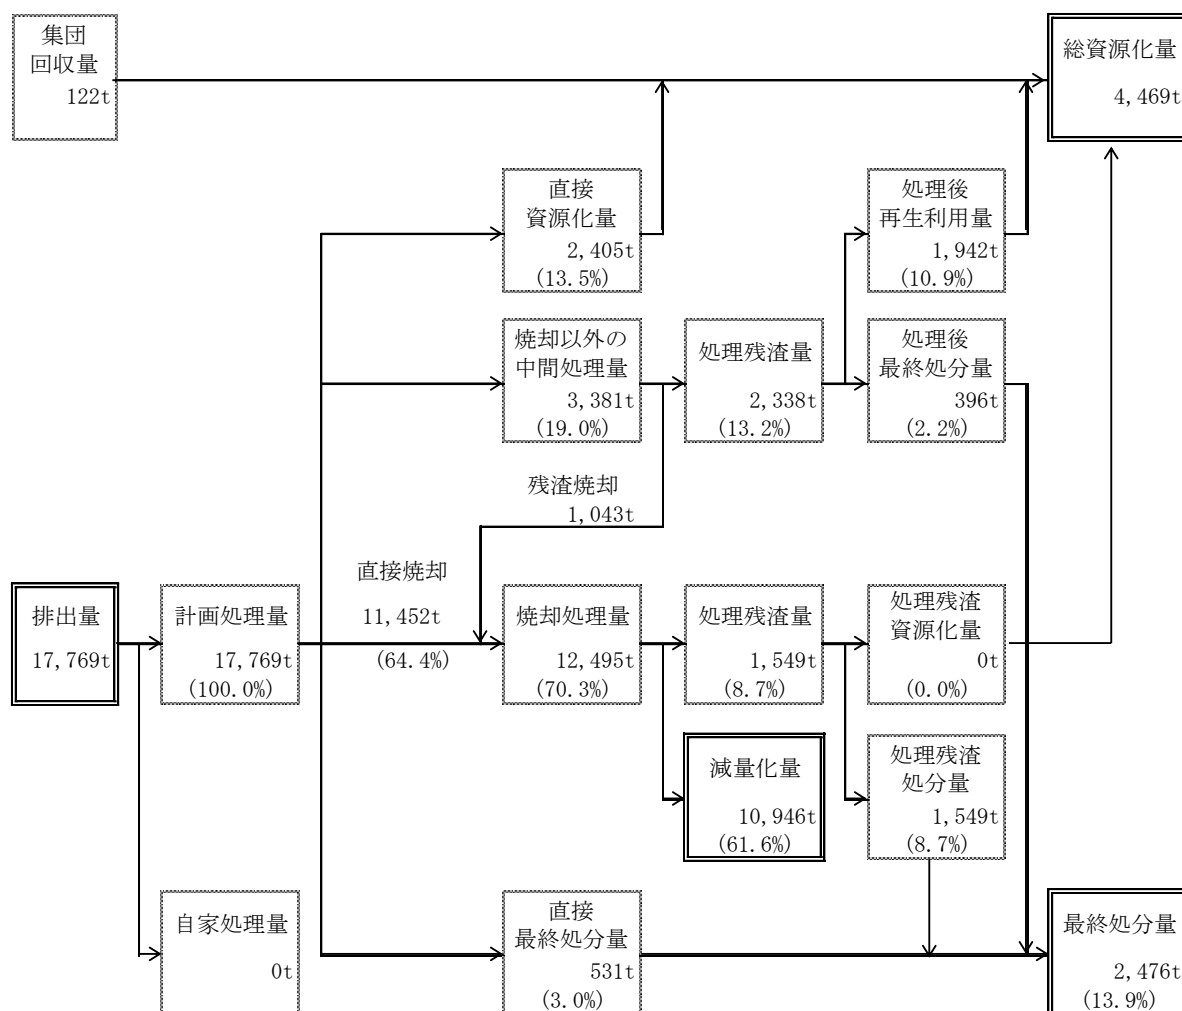 集団
回収量
122t
総資源化量
4,469t
直接
資源化量
2,405t
(13.5%)
処理後
再生利用量
1,942t
(10.9%)
焼却以外の
中間処理量
3,381t
(19.0%)
処理残渣量
2,338t
(13.2%)
処理後
最終処分量
396t
(2.2%)
残渣焼却
1,043t
直接焼却
11,452t
(64.4%)
排出量
17,769t
計画処理量
17,769t
(100.0%)
焼却処理量
12,495t
(70.3%)
処理残渣量
1,549t
(8.7%)
処理残渣
資源化量
0t
(0.0%)
減量化量
10,946t
(61.6%)
処理残渣
処分量
1,549t
(8.7%)
自家処理量
0t
直接
最終処分量
531t
(3.0%)
最終処分量
2,476t
(13.9%)